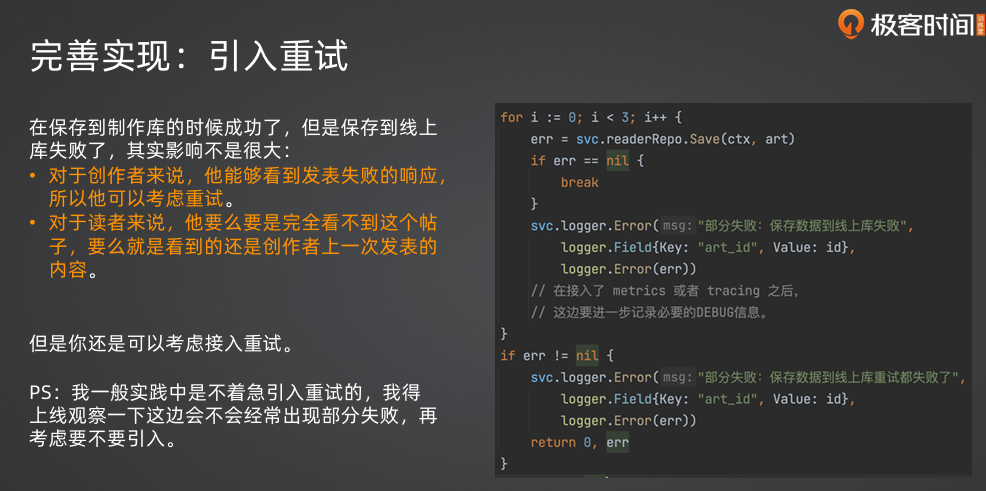 极客时间
训练营
完善实现：引入重试
在保存到制作库的时候成功了，但是保存到线上
库失败了，其实影响不是很大：
• 对于创作者来说，他能够看到发表失败的响应，
所以他可以考虑重试。
• 对于读者来说，他要么要是完全看不到这个帖
子，要么就是看到的还是创作者上一次发表的
内容。
但是你还是可以考虑接入重试。
PS：我一般实践中是不着急引入重试的，我得
上线观察一下这边会不会经常出现部分失败，再
考虑要不要引入。
for i := 0; i < 3; i++ {
err = svc.readerRepo.Save(ctx, art)
if err == nil {
break
}
svc.logger.Error( msg: "部分失败：保存数据到线上库失败",
logger.Field{Key: "art_id", Value: id},
logger.Error(err))
// 在接入了 metrics 或者 tracing 之后，
// 这边要进一步记录必要的DEBUG信息。
}
if err != nil {
svc.logger.Error( msg: "部分失败：保存数据到线上库重试都失败了",
logger.Field{Key: "art_id", Value: id},
logger.Error(err))
return 0, err
}